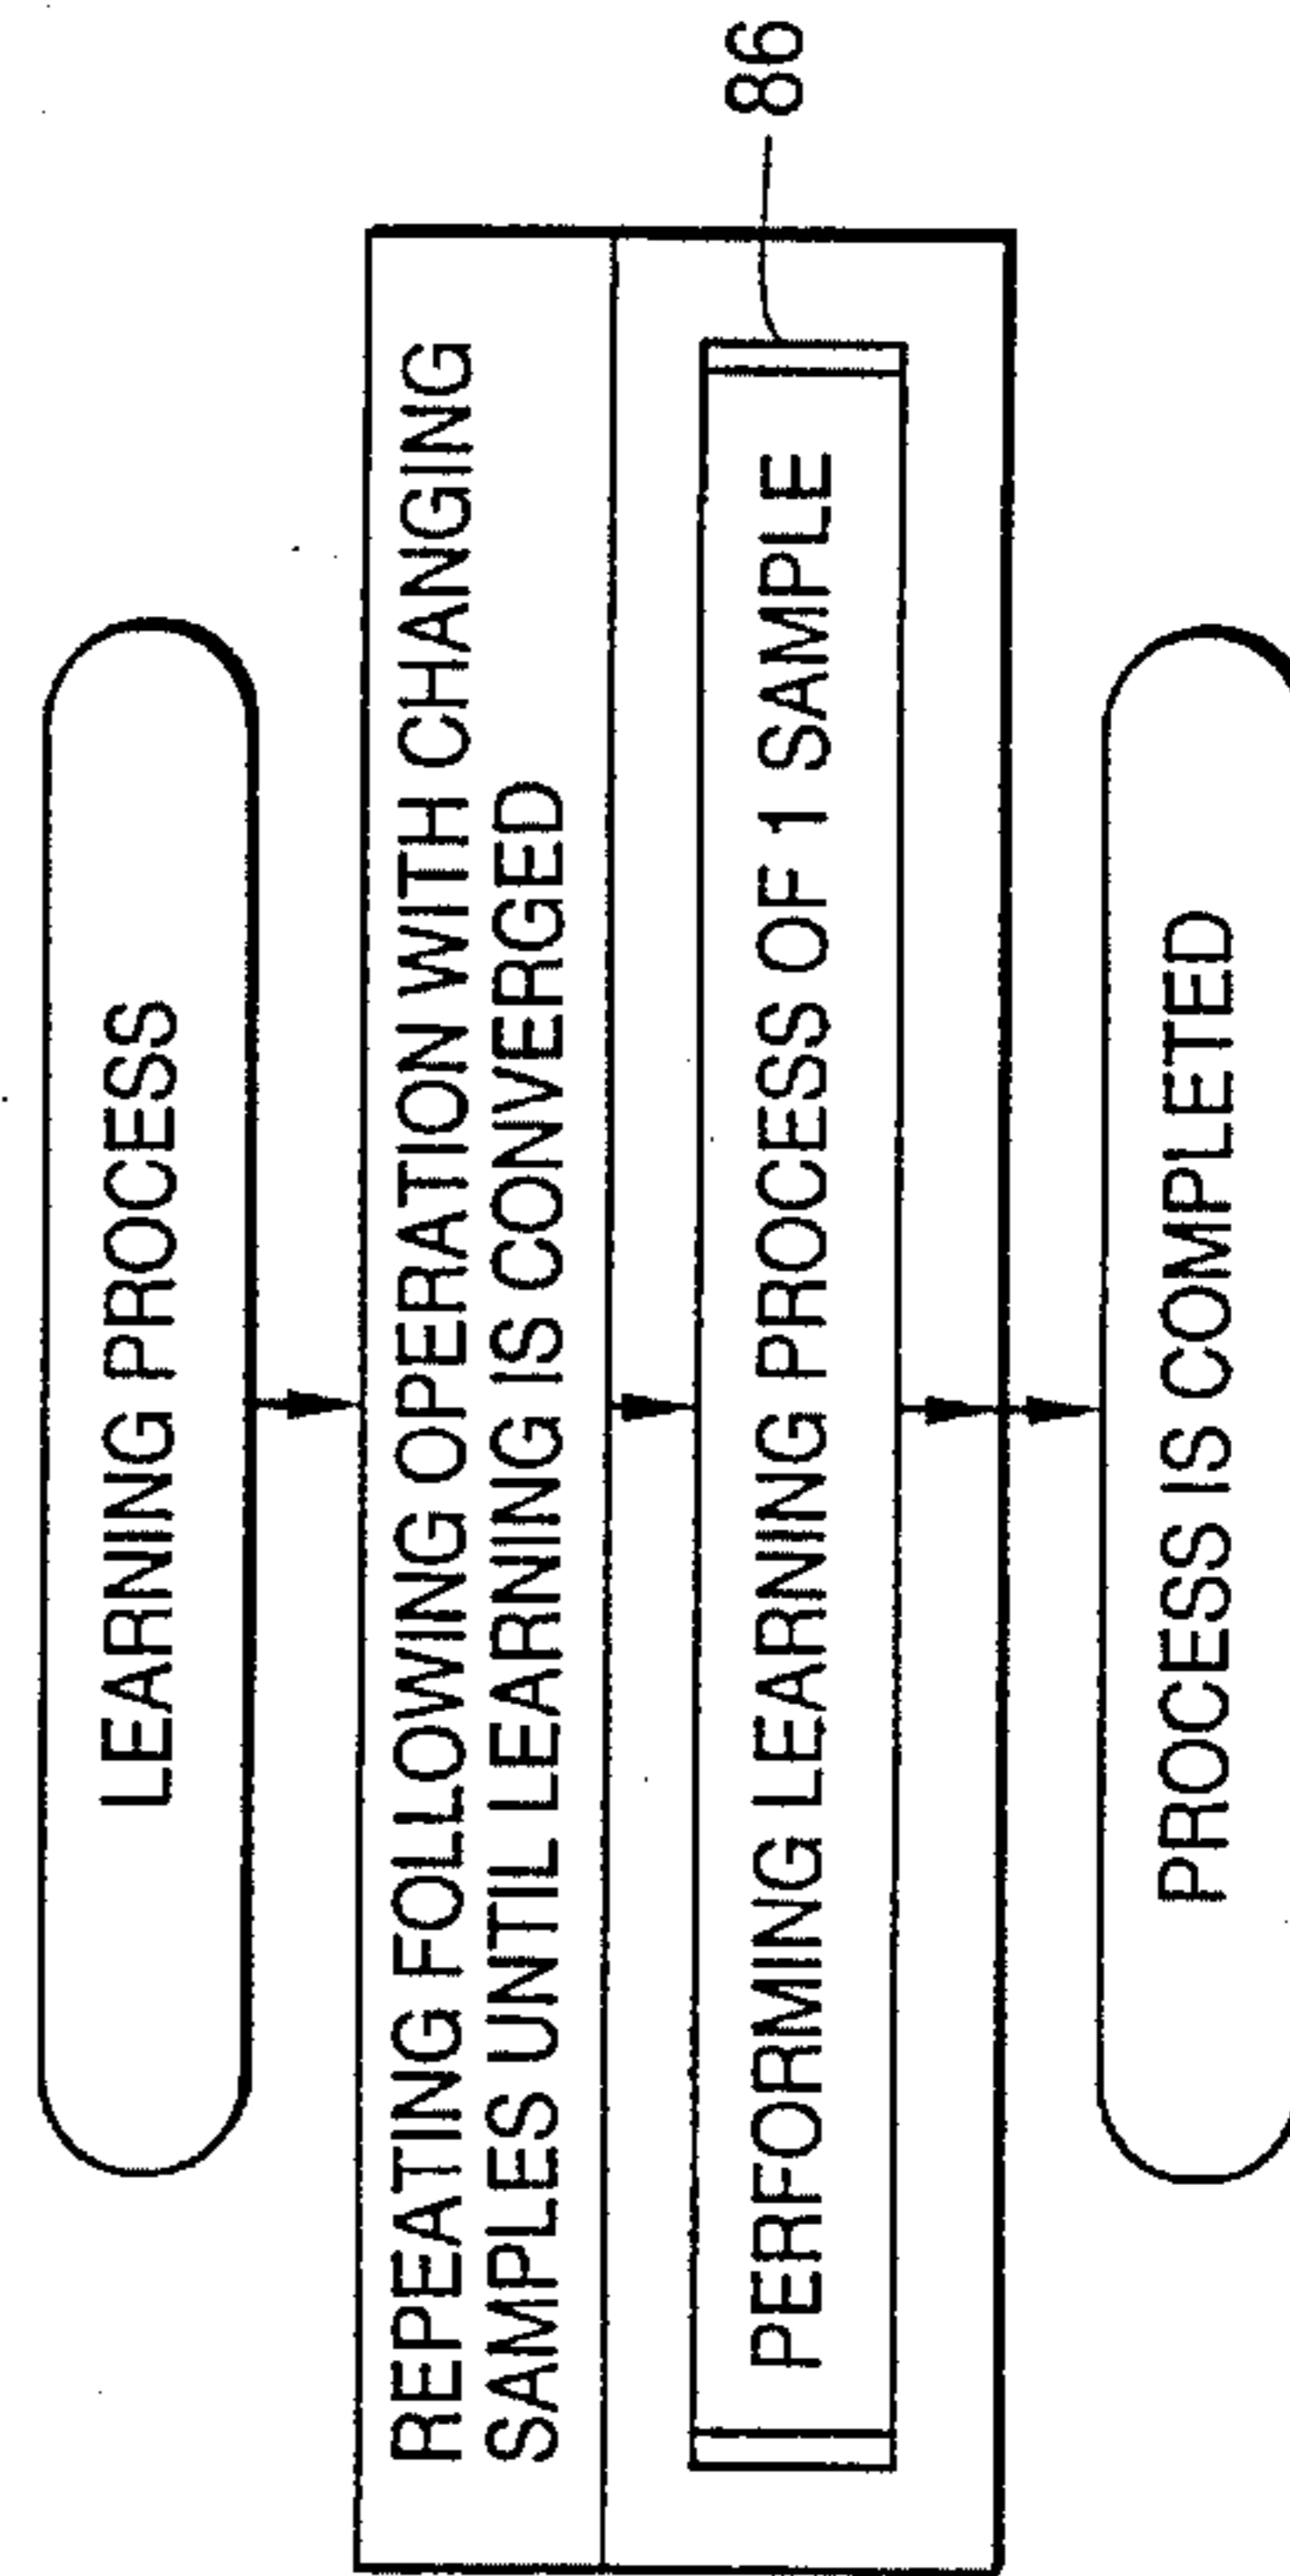 LEARNING PROCESS
REPEATING FOLLOWING OPERATION WITH CHANGING
SAMPLES UNTIL LEARNING IS CONVERGED
PERFORMING LEARNING PROCESS OF 1 SAMPLE
86
PROCESS IS COMPLETED